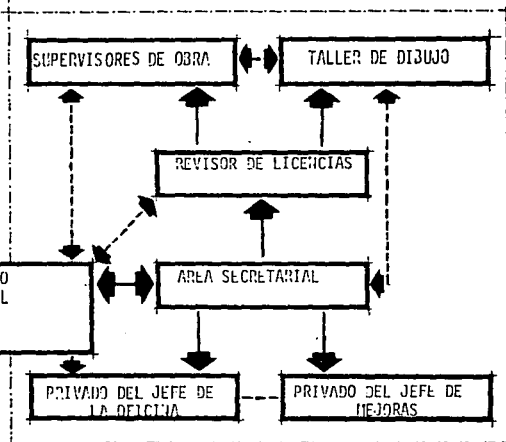 SUPERVISORES DE OBRA
TALLER DE DIBUJO
REVISOR DE LICENCIAS
AREA SECRETARIAL
O
L
PRIVADO DEL JEFE DE
LA OFICINA
PRIVADO DEL JEFE DE
MEJORAS